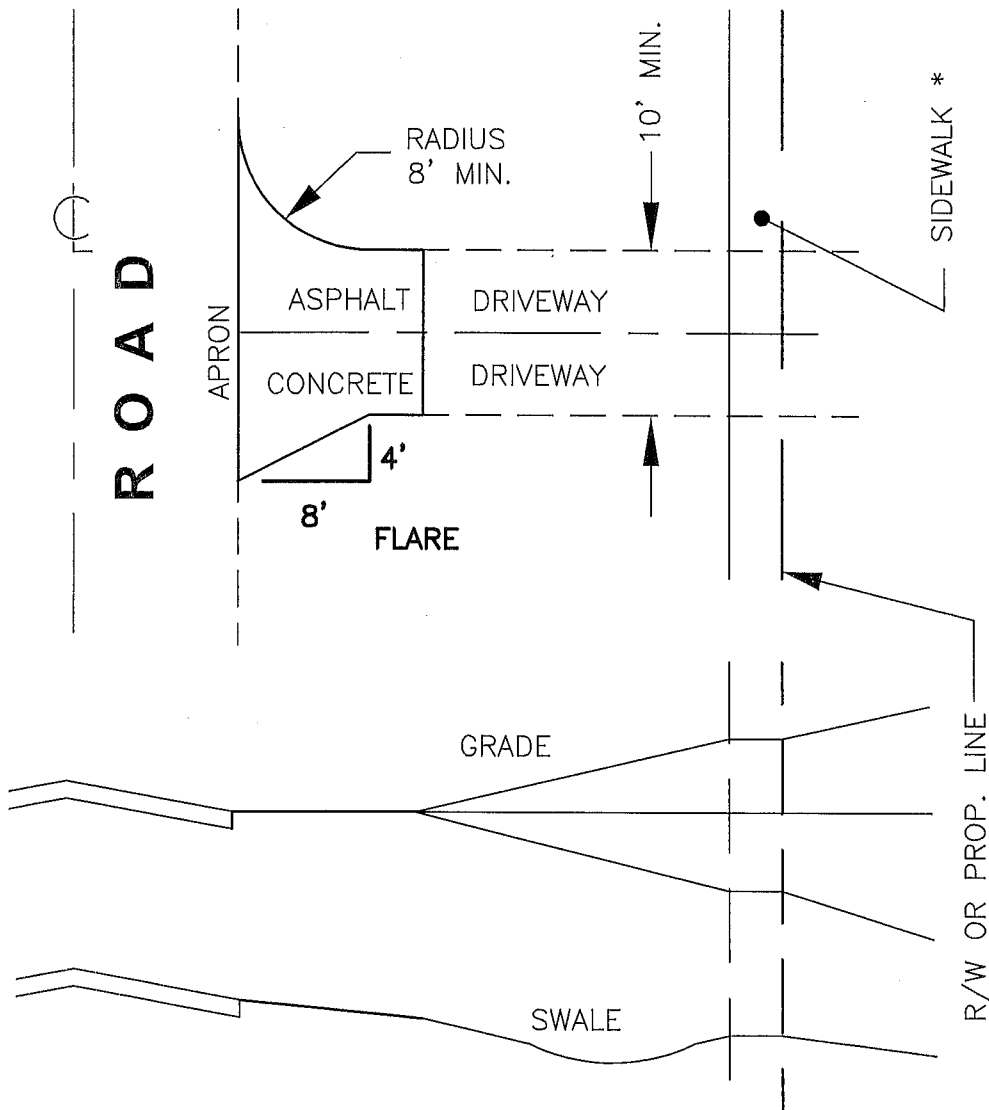 10' MIN.
SIDEWALK *
RADIUS
8' MIN.
ROAD
APRON
ASPHALT
DRIVEWAY
CONCRETE
DRIVEWAY
4'
8'
FLARE
GRADE
R/W OR PROP. LINE
SWALE